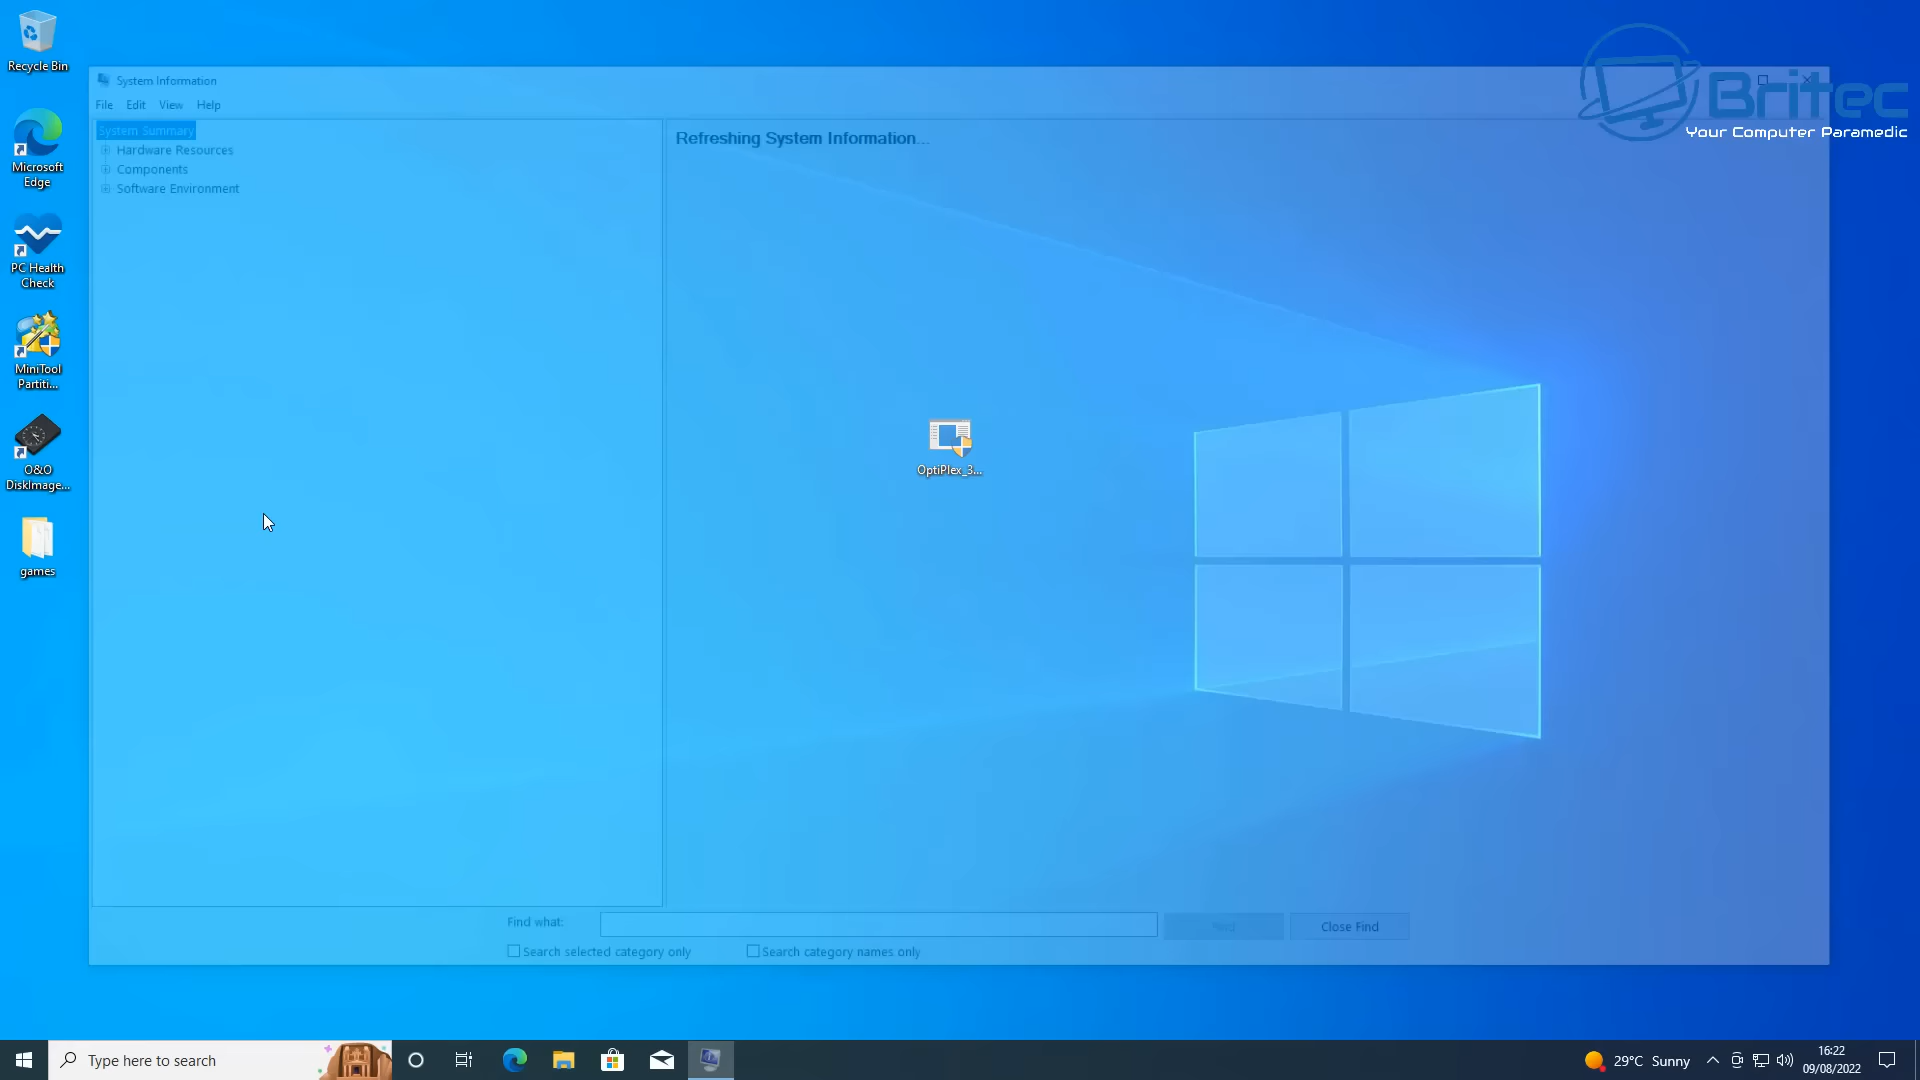 Recycle Bin
Microsoft
Edge
PC Health
Check
MiniTool
Partiti...
O&O
DiskImage...
games
System Information
File Edit View Help
System Summary
Hardware Resources
Components
Software Environment
Refreshing System Information...
Britec
Your Computer Paramedic
OptiPlex_3...
Find what:
Find
Close Find
Search selected category only
Search category names only
Type here to search
29°C Sunny
16:22
09/08/2022